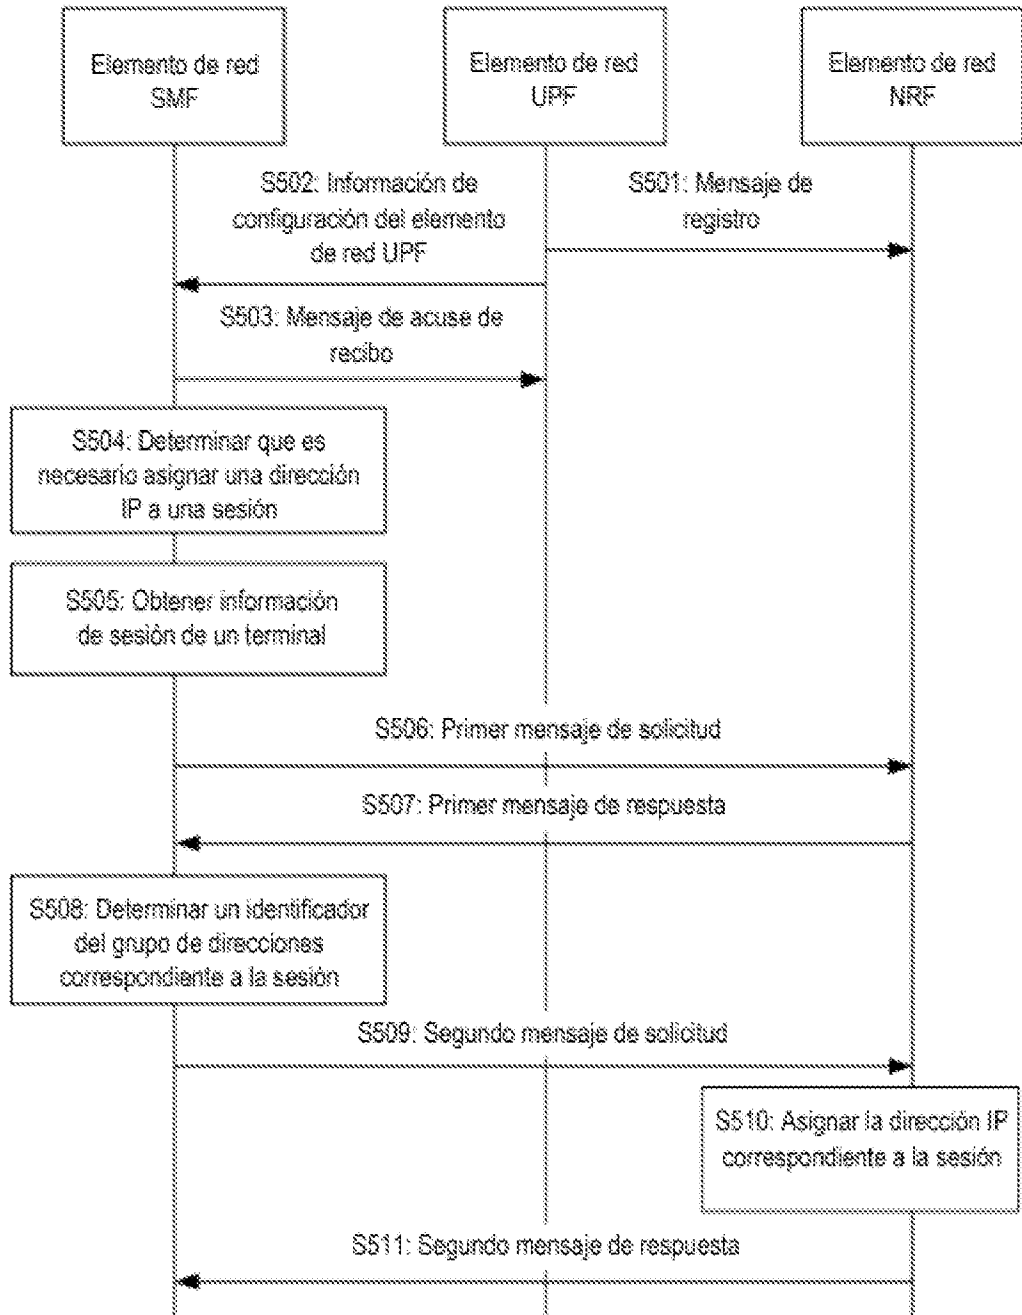 Elemento de red
SMF
Elemento de red
UPF
Elemento de red
NRF
S502: Información de
configuración del elemento
de red UPF
S501: Mensaje de
registro
S503: Mensaje de acuse de
recibo
S504: Determinar que es
necesario asignar una dirección
IP a una sesión
S505: Obtener información
de sesión de un terminal
S506: Primer mensaje de solicitud
S507: Primer mensaje de respuesta
S508: Determinar un identificador
del grupo de direcciones
correspondiente a la sesión
S509: Segundo mensaje de solicitud
S510: Asignar la dirección IP
correspondiente a la sesión
S511: Segundo mensaje de respuesta